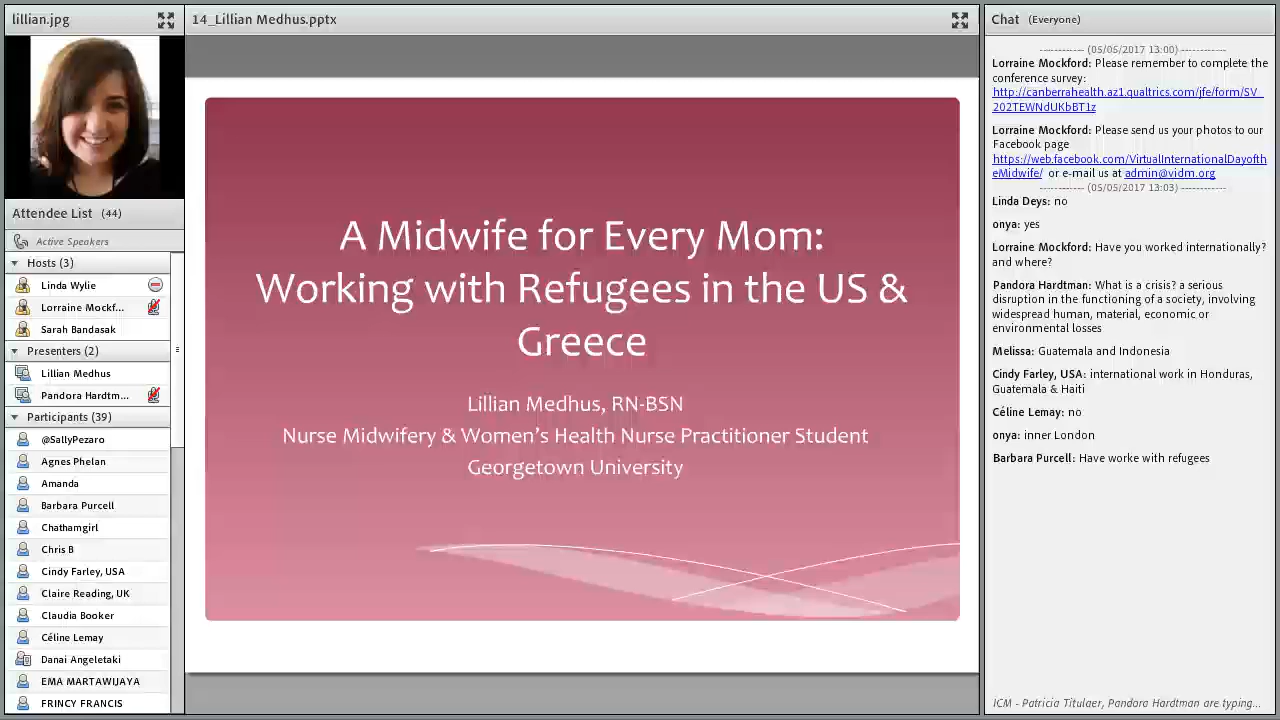 lillian.jpg
Attendee List (44)
Active Speakers
Hosts (3)
Linda Wylie
Lorraine Mockf...
Sarah Bandasak
Presenters (2)
Lillian Medhus
Pandora Hardtm...
Participants (39)
@SallyPezaro
Agnes Phelan
Amanda
Barbara Purcell
Chathamgirl
Chris B
Cindy Farley, USA
Claire Reading, UK
Claudia Booker
Céline Lemay
Danai Angeletaki
EMA MARTAWIJAYA
FRINCY FRANCIS
14_Lillian Medhus.pptx
A Midwife for Every Mom:
Working with Refugees in the US &
Greece
Lillian Medhus, RN-BSN
Nurse Midwifery & Women's Health Nurse Practitioner Student
Georgetown University
Chat (Everyone)
------------ (05/05/2017 13:00)------------
Lorraine Mockford: Please remember to complete the
conference survey:
http://canberrahealth.az1.qualtrics.com/jfe/form/SV_
202TEWNdUKbBT1z
Lorraine Mockford: Please send us your photos to our
Facebook page
https://web.facebook.com/VirtualInternationalDayofth
eMidwife/ or e-mail us at admin@vidm.org
------------ (05/05/2017 13:03)------------
Linda Deys: no
onya: yes
Lorraine Mockford: Have you worked internationally?
and where?
Pandora Hardtman: What is a crisis? a serious
disruption in the functioning of a society, involving
widespread human, material, economic or
environmental losses
Melissa: Guatemala and Indonesia
Cindy Farley, USA: international work in Honduras,
Guatemala & Haiti
Céline Lemay: no
onya: inner London
Barbara Purcell: Have worke with refugees
ICM - Patricia Titulaer, Pandora Hardtman are typing...